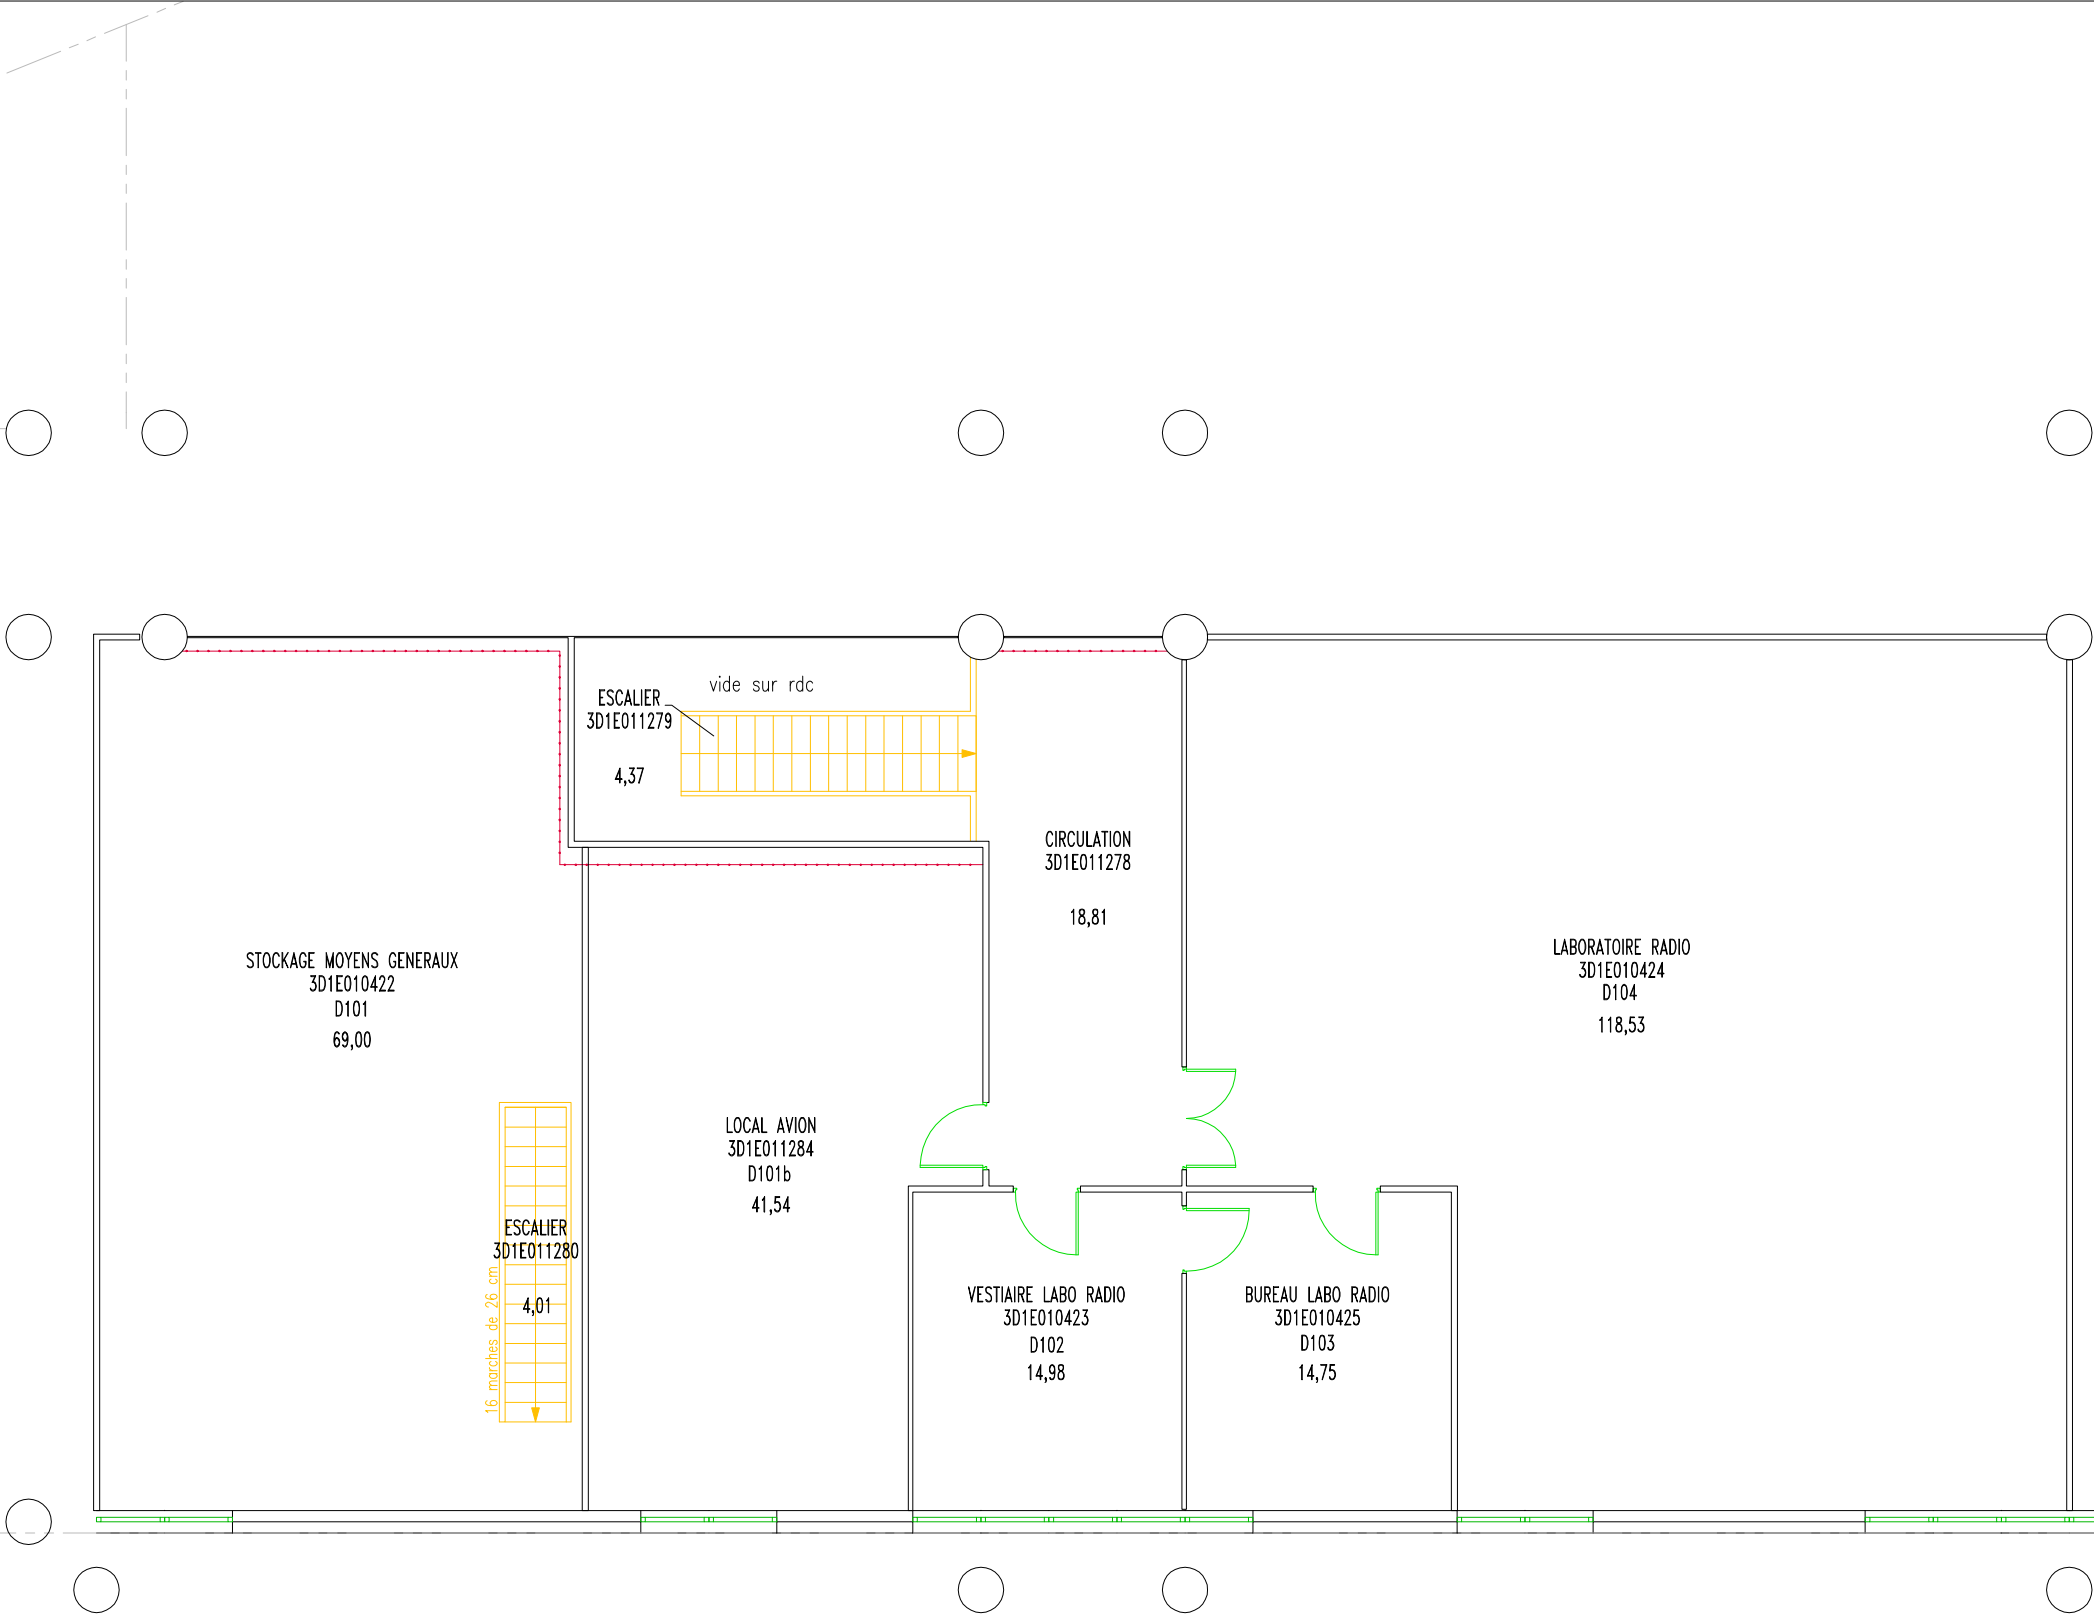 vide sur rdc
ESCALIER
3D1E011279
4,37
CIRCULATION
3D1E011278
18,81
STOCKAGE MOYENS GENERAUX
3D1E010422
D101
69,00
LABORATOIRE RADIO
3D1E010424
D104
118,53
LOCAL AVION
3D1E011284
D101b
41,54
ESCALIER
3D1E011280
4,01
16 marches de 26 cm
VESTIAIRE LABO RADIO
3D1E010423
D102
14,98
BUREAU LABO RADIO
3D1E010425
D103
14,75